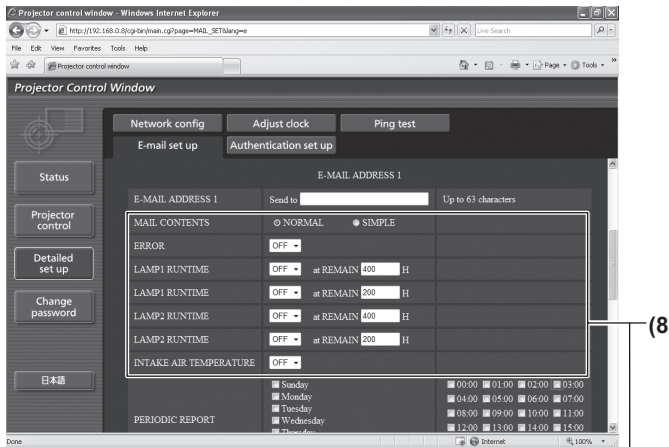 Projector control window - Windows Internet Explorer
http://192.168.0.8/cgi-bin/main.cgi?page=MAIL_SET&lang=e
Live Search
File Edit View Favorites Tools Help
Projector control window
Page Tools
Projector Control Window
Network config Adjust clock Ping test
E-mail set up Authentication set up
Status
Projector control
Detailed set up
Change password
日本語
E-MAIL ADDRESS 1
E-MAIL ADDRESS 1 Send to Up to 63 characters
MAIL CONTENTS NORMAL SIMPLE
ERROR OFF
LAMP1 RUNTIME OFF at REMAIN 400 H
LAMP1 RUNTIME OFF at REMAIN 200 H
LAMP2 RUNTIME OFF at REMAIN 400 H
LAMP2 RUNTIME OFF at REMAIN 200 H
INTAKE AIR TEMPERATURE OFF
PERIODIC REPORT
Sunday
Monday
Tuesday
Wednesday
Thursday
00:00 01:00 02:00 03:00
04:00 05:00 06:00 07:00
08:00 09:00 10:00 11:00
12:00 13:00 14:00 15:00
(8
Done Internet 100%